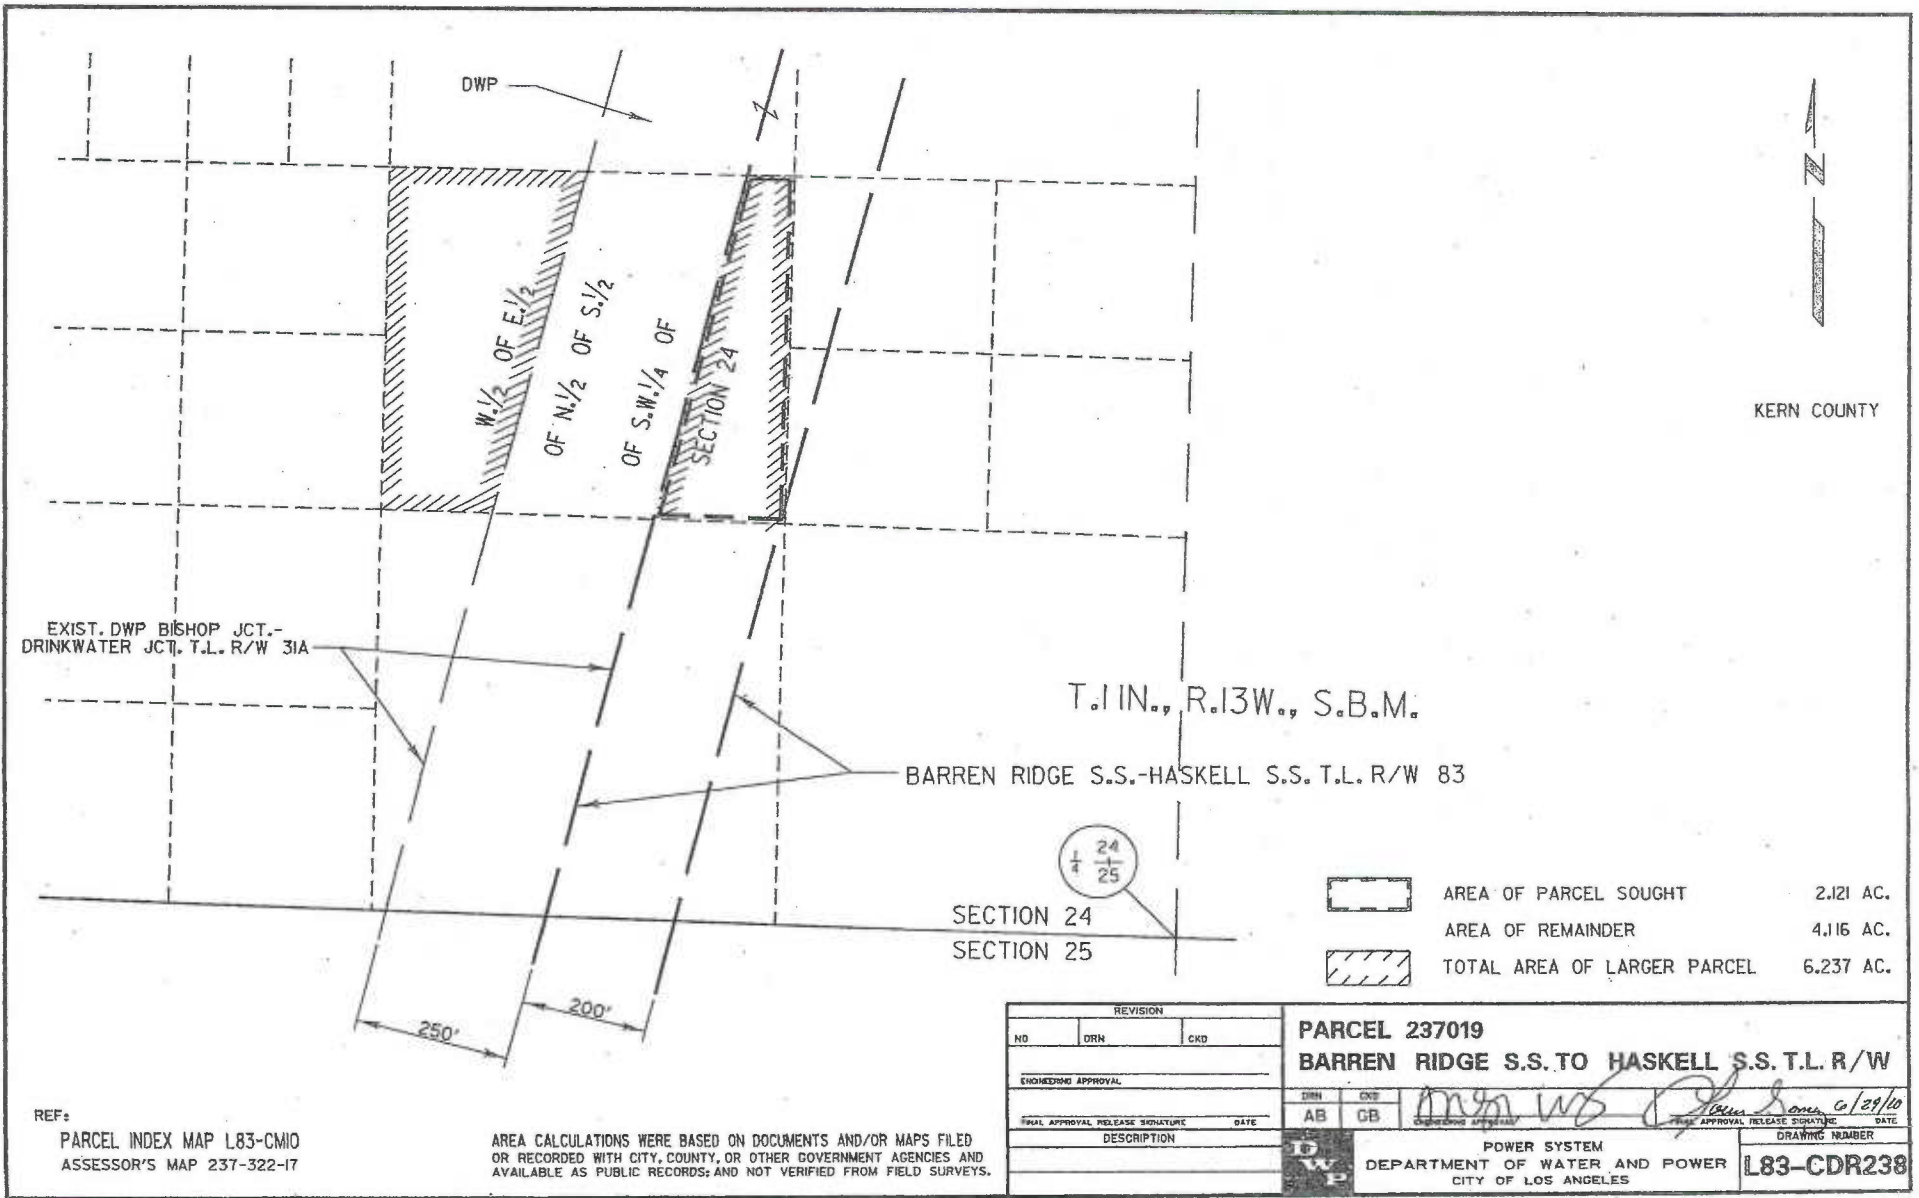 DWP
N
W.1/2 OF E.1/2
OF N.1/2 OF S.1/2
OF S.W.1/4 OF
SECTION 24
KERN COUNTY
EXIST. DWP BISHOP JCT.-
DRINKWATER JCT. T.L. R/W 31A
T.11N., R.13W., S.B.M.
BARREN RIDGE S.S.-HASKELL S.S. T.L. R/W 83
1/4 24/25
SECTION 24
SECTION 25
250'
200'
AREA OF PARCEL SOUGHT 2.121 AC.
AREA OF REMAINDER 4.116 AC.
TOTAL AREA OF LARGER PARCEL 6.237 AC.
REF:
PARCEL INDEX MAP L83-CM10
ASSESSOR'S MAP 237-322-17
AREA CALCULATIONS WERE BASED ON DOCUMENTS AND/OR MAPS FILED
OR RECORDED WITH CITY, COUNTY, OR OTHER GOVERNMENT AGENCIES AND
AVAILABLE AS PUBLIC RECORDS; AND NOT VERIFIED FROM FIELD SURVEYS.
REVISION
NO DRN CKD
ENGINEERING APPROVAL
FINAL APPROVAL RELEASE SIGNATURE DATE
DESCRIPTION
PARCEL 237019
BARREN RIDGE S.S. TO HASKELL S.S. T.L. R/W
DRN CKD
AB GB
ENGINEERING APPROVAL
6/29/10
FINAL APPROVAL RELEASE SIGNATURE DATE
DWP
POWER SYSTEM
DEPARTMENT OF WATER AND POWER
CITY OF LOS ANGELES
DRAWING NUMBER
L83-CDR238